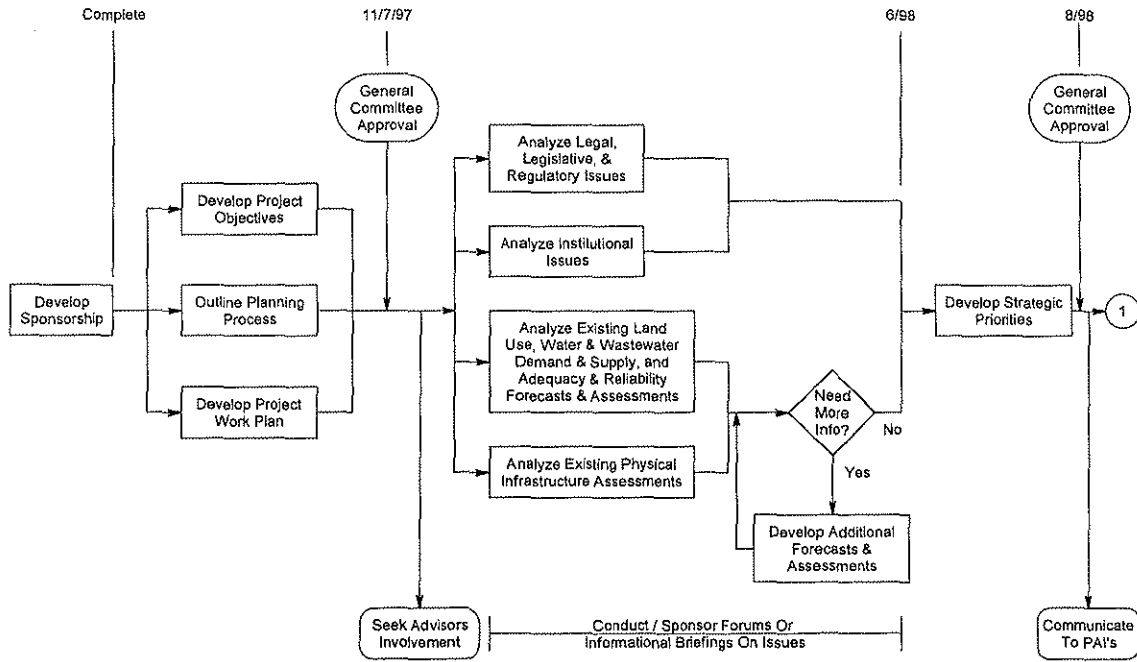 Complete
11/7/97
6/98
8/98
General
Committee
Approval
General
Committee
Approval
Analyze Legal,
Legislative, &
Regulatory Issues
Develop Project
Objectives
Analyze Institutional
Issues
Develop
Sponsorship
Outline Planning
Process
Develop Strategic
Priorities
1
Analyze Existing Land
Use, Water & Wastewater
Demand & Supply, and
Adequacy & Reliability
Forecasts & Assessments
Develop Project
Work Plan
Need
More
Info?
No
Yes
Analyze Existing Physical
Infrastructure Assessments
Develop Additional
Forecasts &
Assessments
Seek Advisors
Involvement
Conduct / Sponsor Forums Or
Informational Briefings On Issues
Communicate
To PAI's